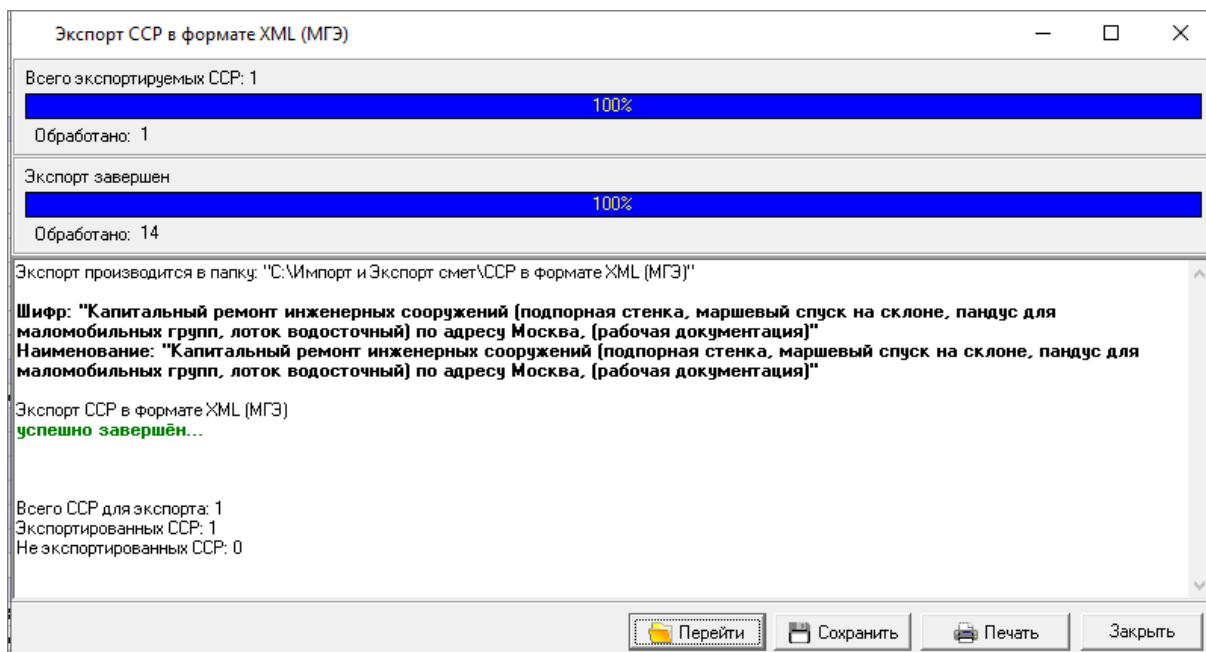 Экспорт ССР в формате XML (МГЭ)
Всего экспортируемых ССР: 1
100%
Обработано: 1
Экспорт завершен
100%
Обработано: 14
Экспорт производится в папку: "C:\Импорт и Экспорт смет\ССР в формате XML (МГЭ)"
Шифр: "Капитальный ремонт инженерных сооружений (подпорная стенка, маршевый спуск на склоне, пандус для
маломобильных групп, лоток водосточный) по адресу Москва, (рабочая документация)"
Наименование: "Капитальный ремонт инженерных сооружений (подпорная стенка, маршевый спуск на склоне, пандус для
маломобильных групп, лоток водосточный) по адресу Москва, (рабочая документация)"
Экспорт ССР в формате XML (МГЭ)
успешно завершён...
Всего ССР для экспорта: 1
Экспортированных ССР: 1
Не экспортированных ССР: 0
Перейти Сохранить Печать Закрыть